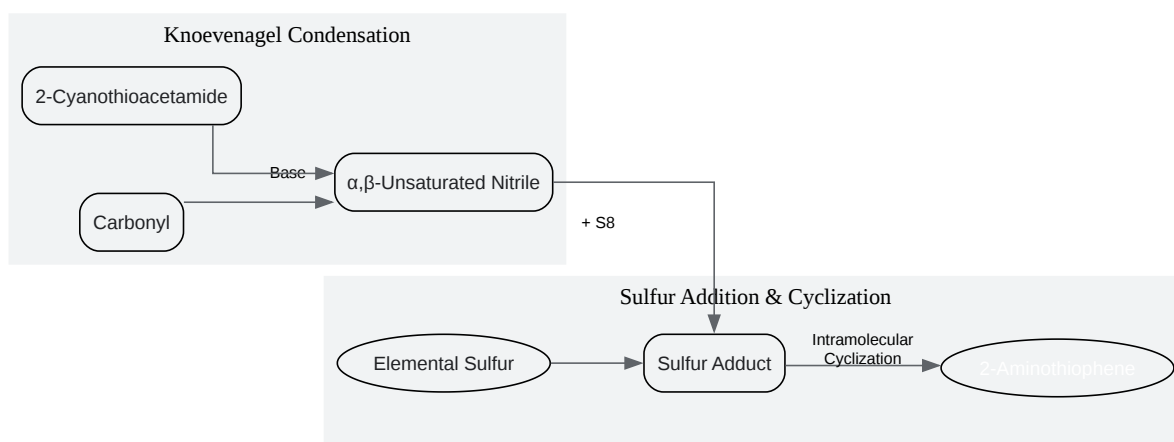 Knoevenagel Condensation
2-Cyanothioacetamide
Base
α,β-Unsaturated Nitrile
Carbonyl
+ S8
Sulfur Addition & Cyclization
Elemental Sulfur
Sulfur Adduct
Intramolecular
Cyclization
2-Aminothiophene